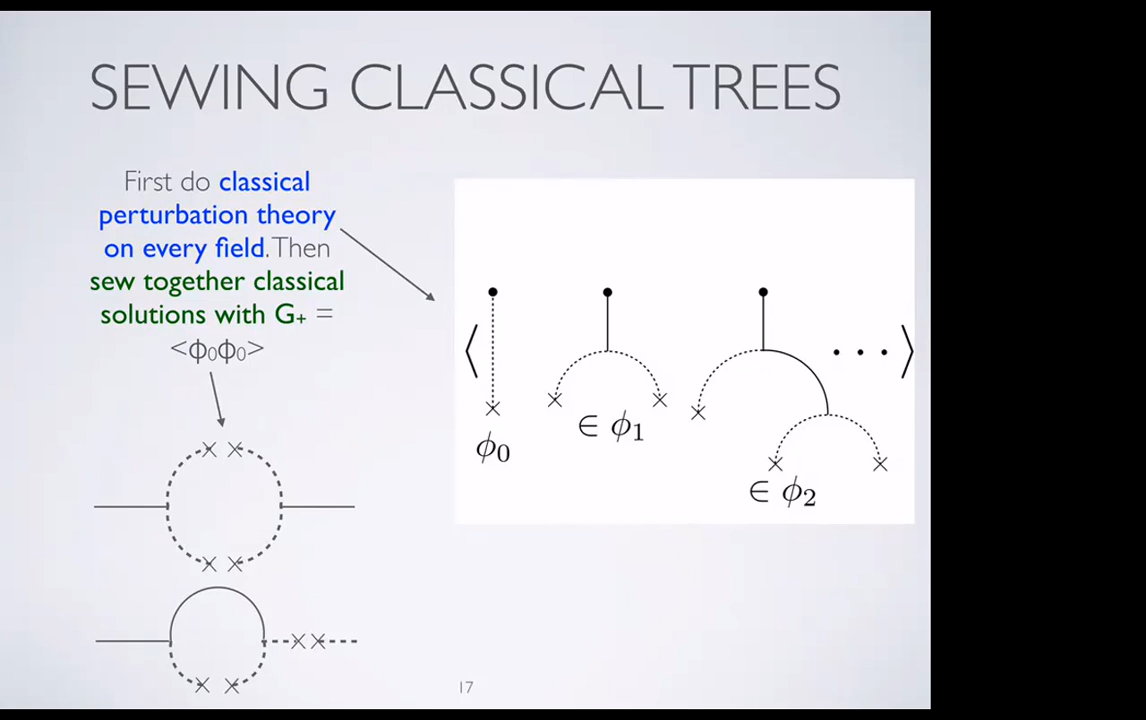 SEWING CLASSICAL TREES
First do classical
perturbation theory
on every field. Then
sew together classical
solutions with G₊ =
<ϕ₀ϕ₀>
⟨ · · · ⟩
ϕ₀
∈ ϕ₁
∈ ϕ₂
17